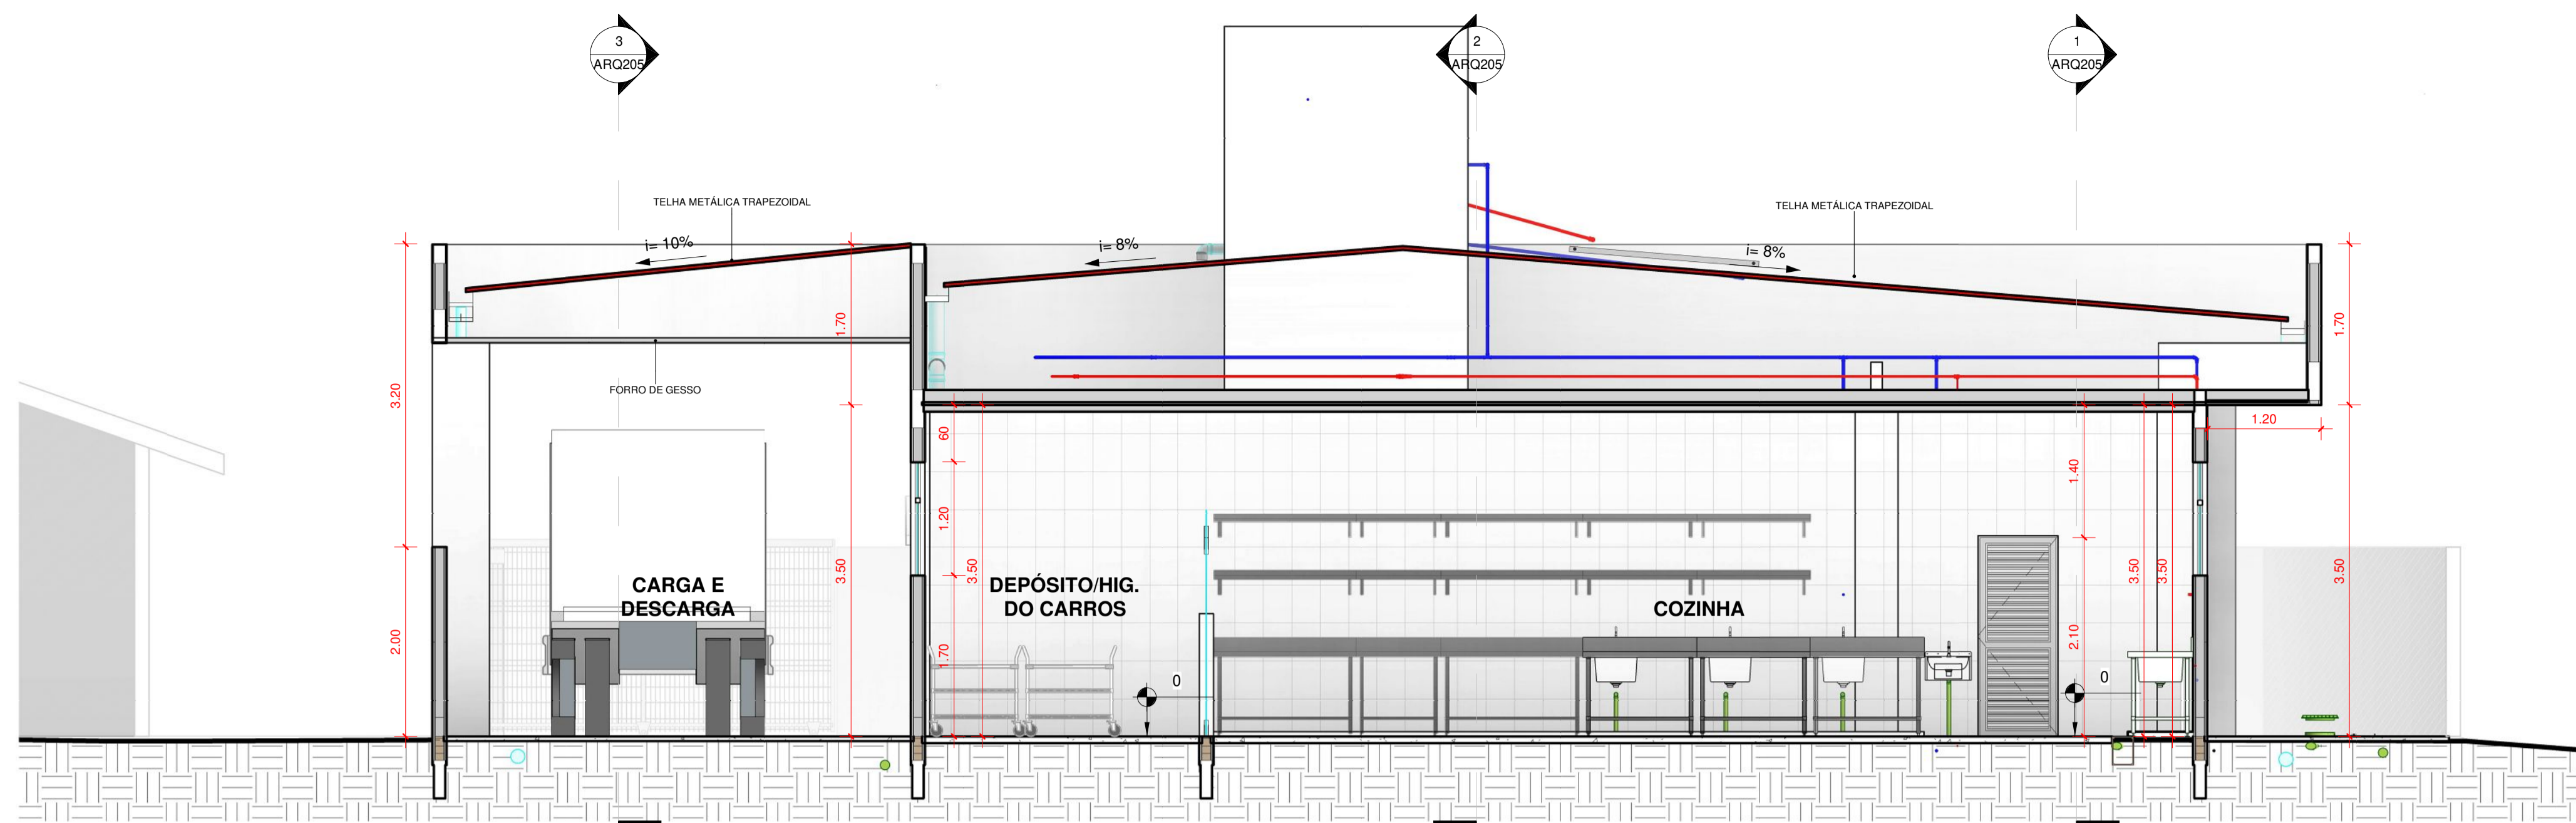 3
ARQ205
2
ARQ205
1
ARQ205
TELHA METÁLICA TRAPEZOIDAL
TELHA METÁLICA TRAPEZOIDAL
i= 10%
i= 8%
i= 8%
1.70
1.70
FORRO DE GESSO
3.20
60
1.20
1.40
1.20
3.50
3.50
3.50
3.50
3.50
CARGA E
DESCARGA
DEPÓSITO/HIG.
DO CARROS
COZINHA
2.00
1.70
2.10
0
0